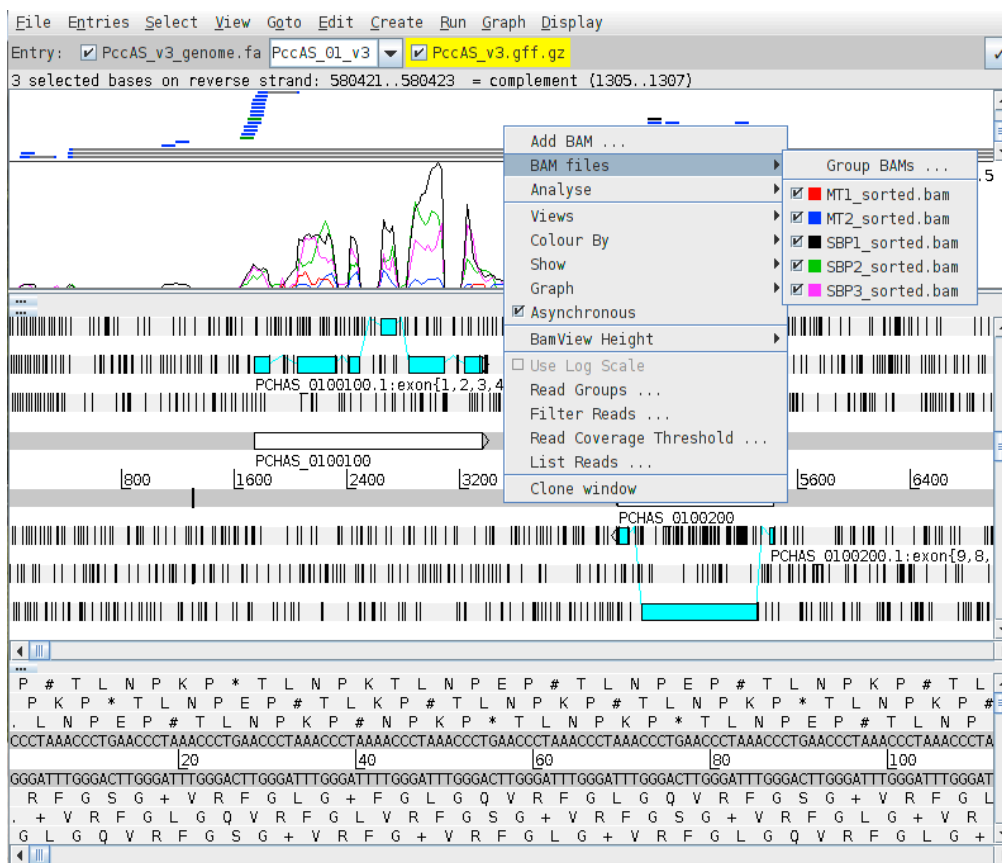 File Entries Select View Goto Edit Create Run Graph Display
Entry: PccAS_v3_genome.fa PccAS_01_v3 PccAS_v3.gff.gz
3 selected bases on reverse strand: 580421..580423 = complement (1305..1307)
Add BAM ...
BAM files
Group BAMs ...
.5
Analyse
MT1_sorted.bam
Views
MT2_sorted.bam
Colour By
SBP1_sorted.bam
Show
SBP2_sorted.bam
Graph
SBP3_sorted.bam
Asynchronous
BamView Height
Use Log Scale
Read Groups ...
Filter Reads ...
Read Coverage Threshold ...
List Reads ...
Clone window
PCHAS_0100100.1:exon{1,2,3,4
PCHAS_0100100
800 1600 2400 3200 5600 6400
PCHAS_0100200
PCHAS_0100200.1:exon{9,8,
P # T L N P K P * T L N P K T L N P E P # T L N P E P # T L N P K P # T L
P K P * T L N P E P # T L K P # T L N P K P # T L N P K P * T L N P
. L N P E P # T L N P K P # N P K P * T L N P K P * T L N P E P # T L N P
CCCTAAACCCTGAACCCTAAACCCTGAACCCTAAACCCTAAAACCCTAAACCCTGAACCCTAAACCCTGAACCCTAAACCCTGAACCCTAAACCCTAAACCCTA
20 40 60 80 100
GGGATTTGGGACTTGGGATTTGGGACTTGGGATTTGGGATTTTGGGATTTGGGACTTGGGATTTGGGACTTGGGATTTGGGACTTGGGATTTGGGATTTGGGAT
R F G S G + V R F G L G + F G L G Q V R F G L G Q V R F G S G + V R F G L
. + V R F G L G Q V R F G L V R F G S G + V R F G S G + V R F G L G + V R
G L G Q V R F G S G + V R F G + V R F G L G + V R F G L G Q V R F G L G +